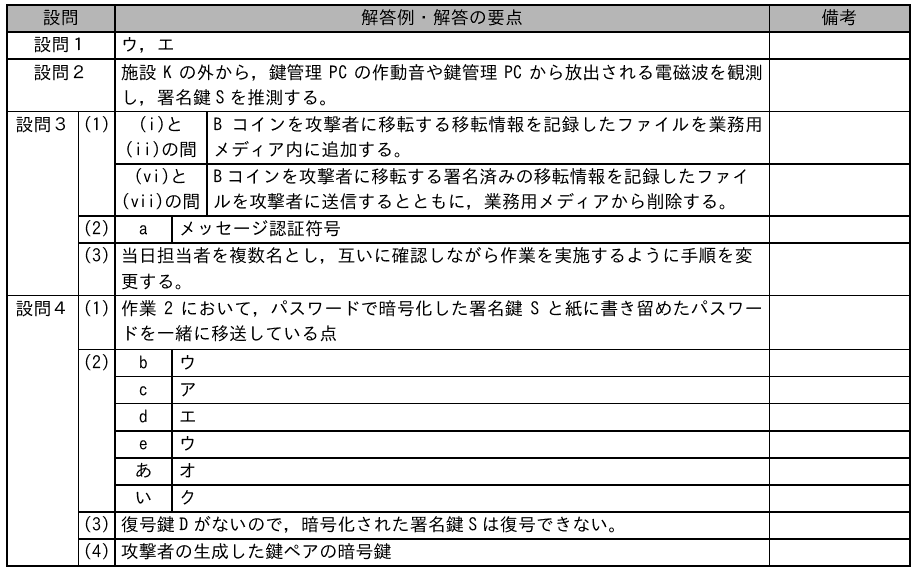 設問 解答例・解答の要点 備考
設問1 ウ，エ
設問2 施設 K の外から，鍵管理 PC の作動音や鍵管理 PC から放出される電磁波を観測
し，署名鍵 S を推測する。
設問3 (1) (i)と B コインを攻撃者に移転する移転情報を記録したファイルを業務用
(ii)の間 メディア内に追加する。
(vi)と B コインを攻撃者に移転する署名済みの移転情報を記録したファイ
(vii)の間 ルを攻撃者に送信するとともに，業務用メディアから削除する。
(2) a メッセージ認証符号
(3) 当日担当者を複数名とし，互いに確認しながら作業を実施するように手順を変
更する。
設問4 (1) 作業 2 において，パスワードで暗号化した署名鍵 S と紙に書き留めたパスワー
ドを一緒に移送している点
(2) b ウ
c ア
d エ
e ウ
あ オ
い ク
(3) 復号鍵 D がないので，暗号化された署名鍵 S は復号できない。
(4) 攻撃者の生成した鍵ペアの暗号鍵